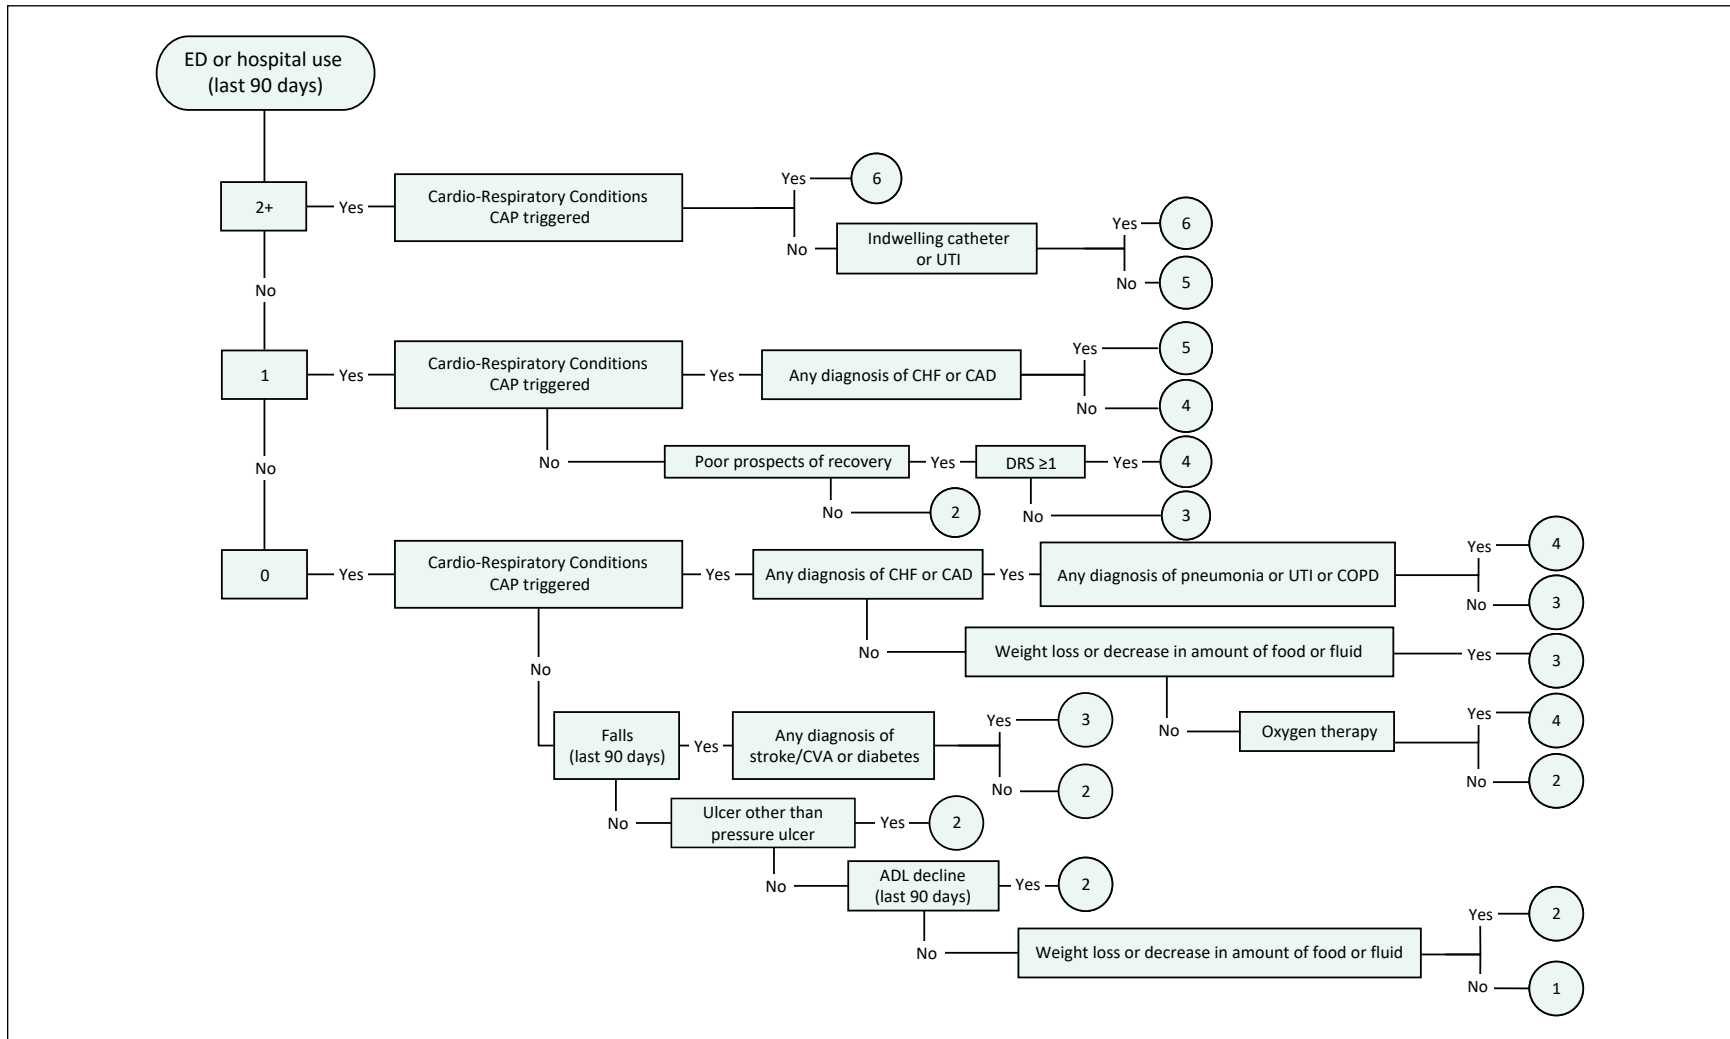 ED or hospital use
(last 90 days)
2+
Yes
Cardio-Respiratory Conditions
CAP triggered
Yes
6
No
Indwelling catheter
or UTI
Yes
6
No
5
No
1
Yes
Cardio-Respiratory Conditions
CAP triggered
Yes
Any diagnosis of CHF or CAD
Yes
5
No
4
No
Poor prospects of recovery
Yes
DRS ≥1
Yes
4
No
2
No
3
No
0
Yes
Cardio-Respiratory Conditions
CAP triggered
Yes
Any diagnosis of CHF or CAD
Yes
Any diagnosis of pneumonia or UTI or COPD
Yes
4
No
3
No
Weight loss or decrease in amount of food or fluid
Yes
3
No
Oxygen therapy
Yes
4
No
2
No
Falls
(last 90 days)
Yes
Any diagnosis of
stroke/CVA or diabetes
Yes
3
No
2
No
Ulcer other than
pressure ulcer
Yes
2
No
ADL decline
(last 90 days)
Yes
2
No
Weight loss or decrease in amount of food or fluid
Yes
2
No
1